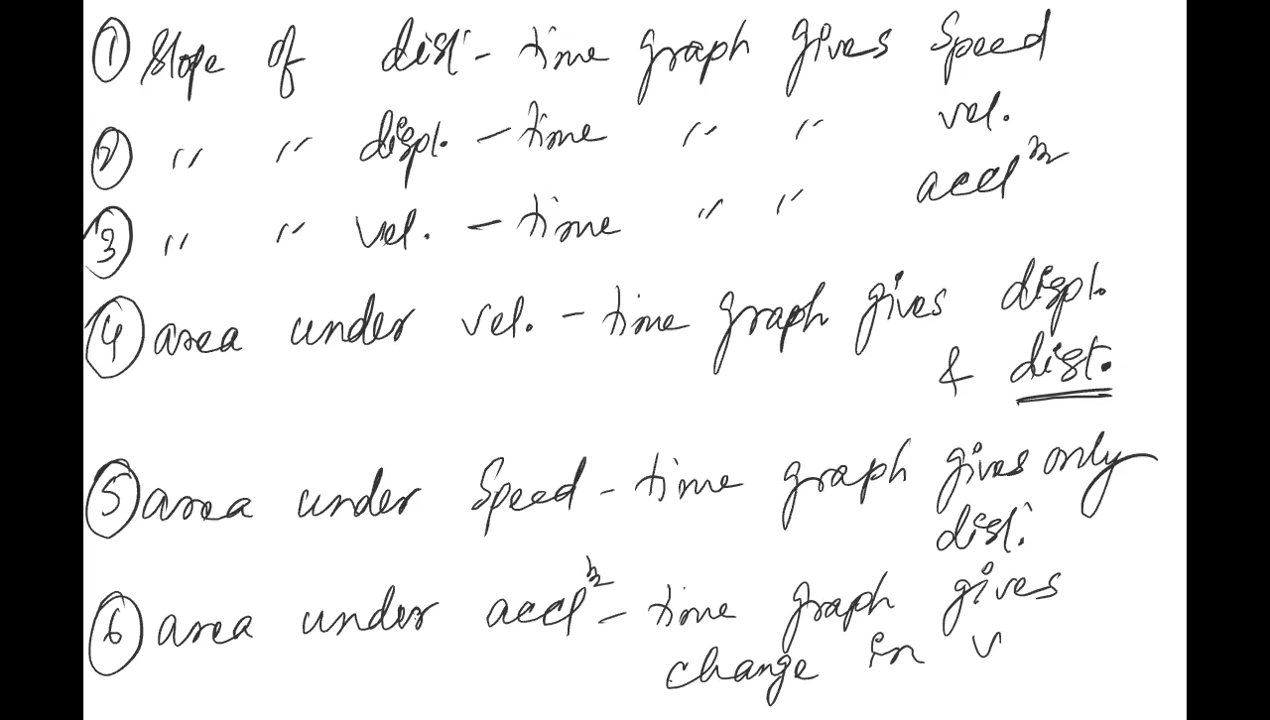 ① Slope of dist - time graph gives Speed
② " " displ. - time " " vel.
③ " " vel. - time " " accl^n
④ area under vel. - time graph gives displ.
& dist.
⑤ area under Speed - time graph gives only
dist.
⑥ area under accl^n - time graph gives
change in v